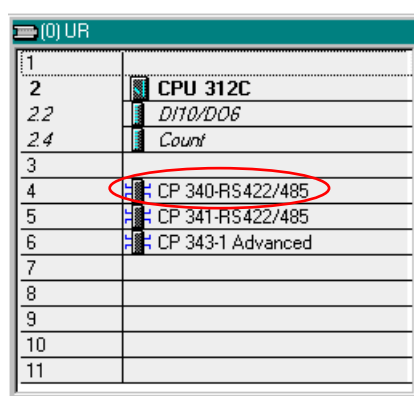 (0) UR
1
2 CPU 312C
2.2 DI10/DO6
2.4 Count
3
4 CP 340-RS422/485
5 CP 341-RS422/485
6 CP 343-1 Advanced
7
8
9
10
11